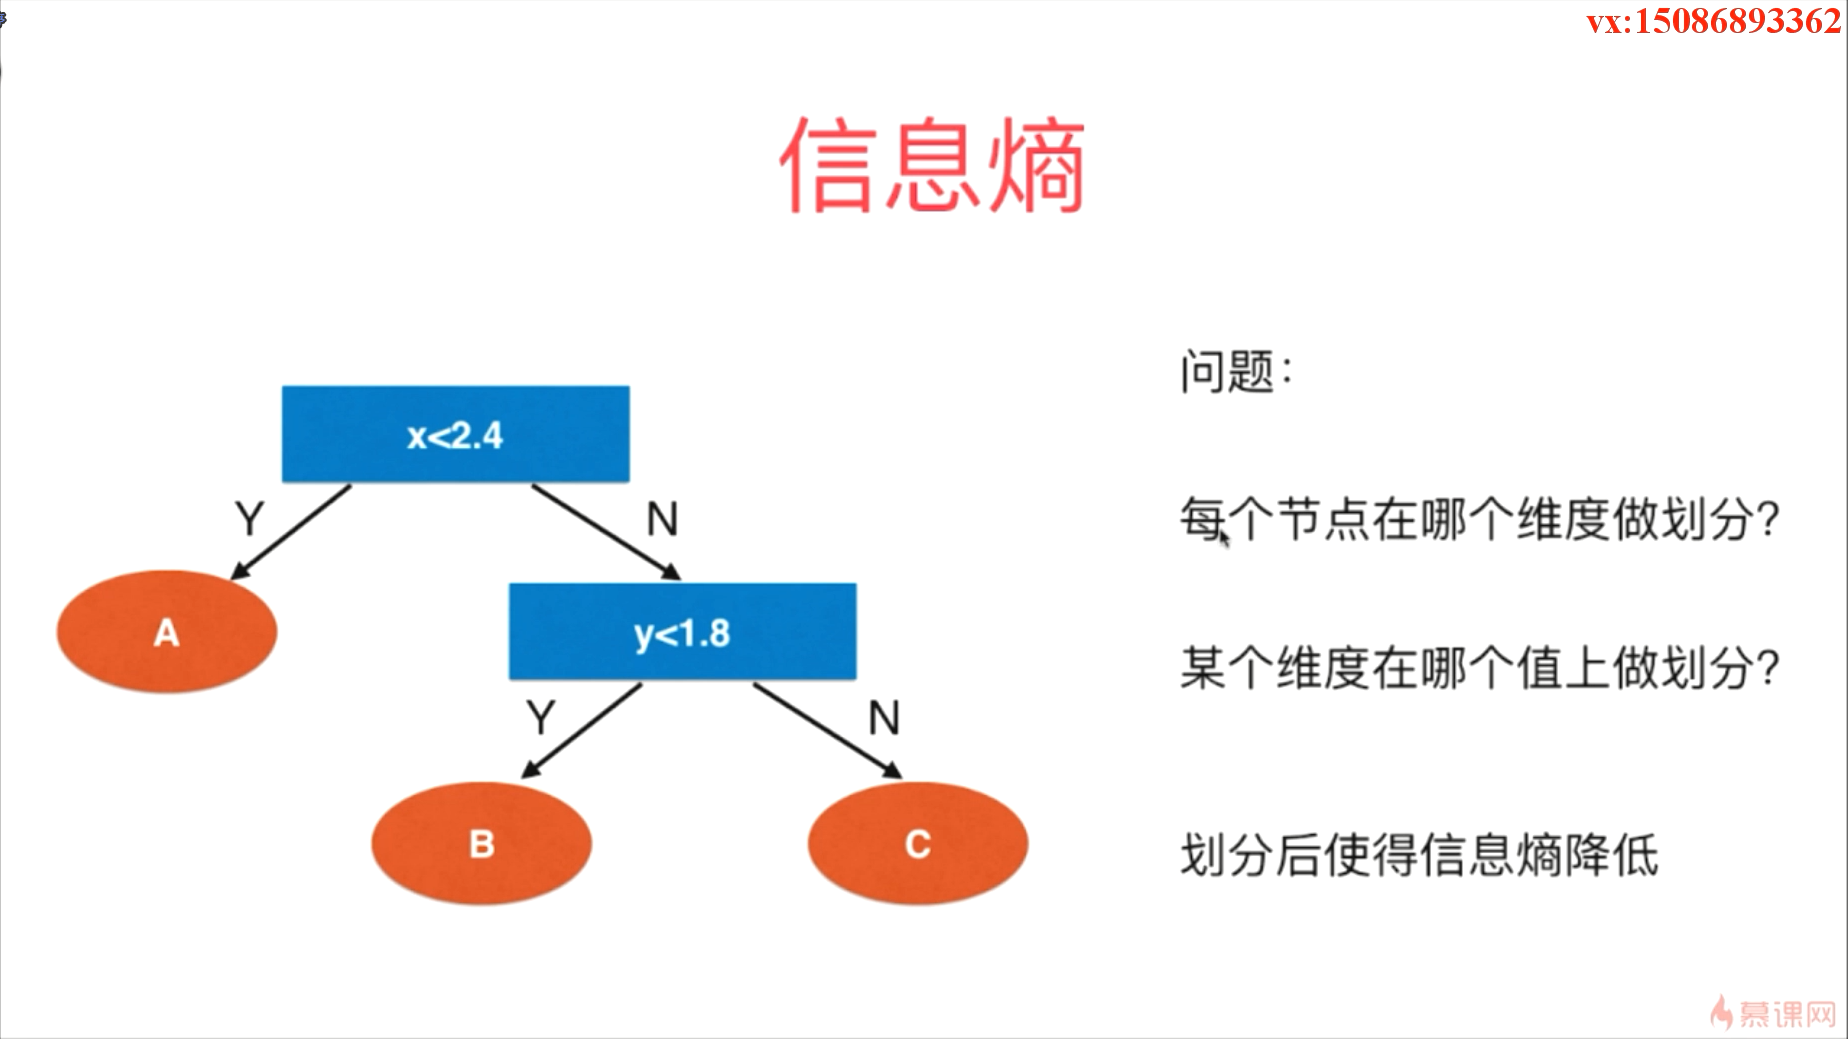 vx:15086893362
信息熵
问题：
x<2.4
Y
N
每个节点在哪个维度做划分？
A
y<1.8
某个维度在哪个值上做划分？
Y
N
B
C
划分后使得信息熵降低
慕课网